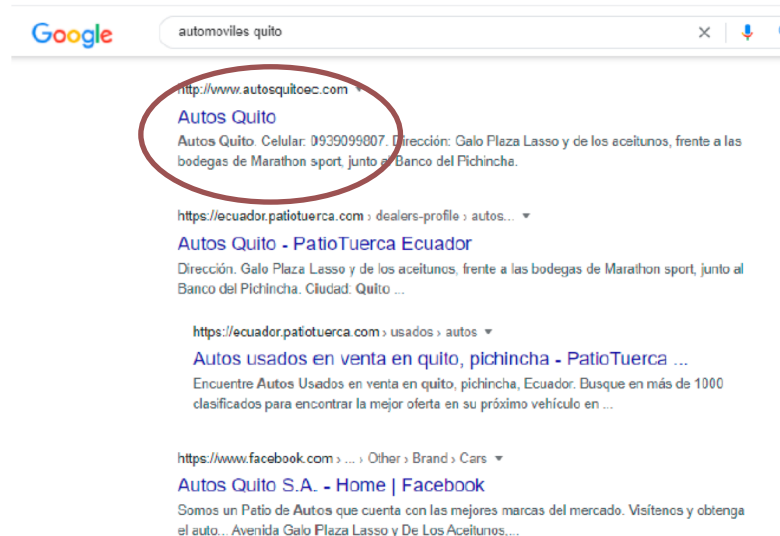 Google
automoviles quito
http://www.autosquitoec.com
Autos Quito
Autos Quito. Celular: 0939099807. Dirección: Galo Plaza Lasso y de los aceitunos, frente a las
bodegas de Marathon sport, junto al Banco del Pichincha.
https://ecuador.patiotuerca.com › dealers-profile › autos...
Autos Quito - PatioTuerca Ecuador
Dirección. Galo Plaza Lasso y de los aceitunos, frente a las bodegas de Marathon sport, junto al
Banco del Pichincha. Ciudad: Quito ...
https://ecuador.patiotuerca.com › usados › autos
Autos usados en venta en quito, pichincha - PatioTuerca ...
Encuentre Autos Usados en venta en quito, pichincha, Ecuador. Busque en más de 1000
clasificados para encontrar la mejor oferta en su próximo vehículo en ...
https://www.facebook.com › ... › Other › Brand › Cars
Autos Quito S.A. - Home | Facebook
Somos un Patio de Autos que cuenta con las mejores marcas del mercado. Visítenos y obtenga
el auto... Avenida Galo Plaza Lasso y De Los Aceitunos,...